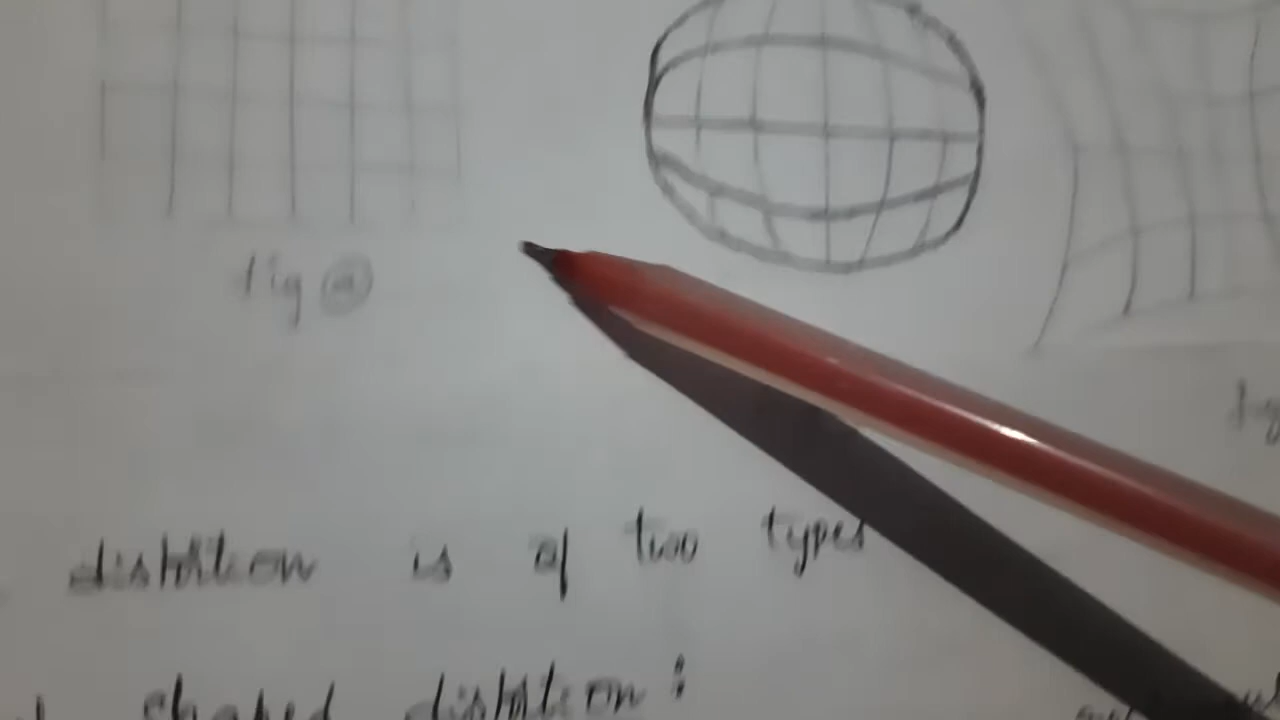 fig ⓐ
distortion is of two types
shaped distortion: